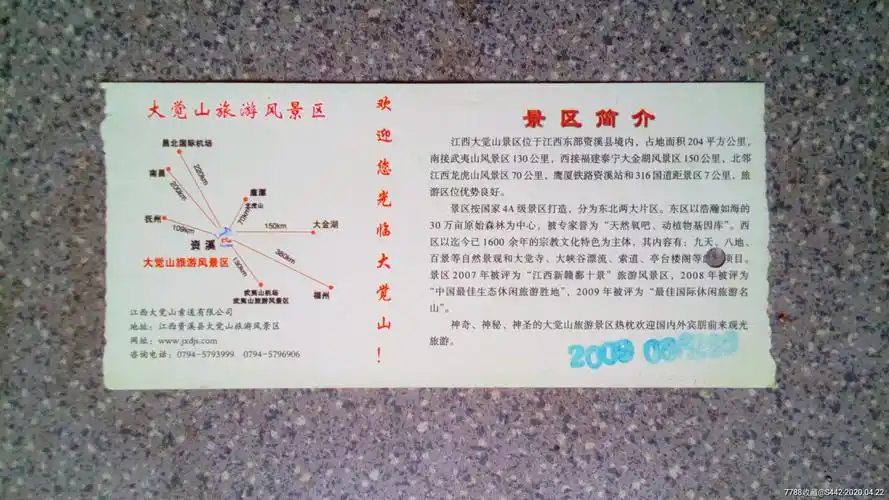 大觉山旅游风景区
昌北国际机场
220km
南昌
200km
鹰潭
龙虎山
70km
抚州
109km
150km
大金湖
资溪
大觉山旅游风景区
130km
360km
武夷山机场
武夷山旅游风景区
福州
江西大觉山索道有限公司
地址：江西资溪县大觉山旅游风景区
网址：www.jxdjs.com
咨询电话：0794-5793999、0794-5796906
欢迎您光临大觉山！
景区简介
江西大觉山景区位于江西东部资溪县境内，占地面积204平方公里，
南接武夷山风景区130公里，西接福建泰宁大金湖风景区150公里，北邻
江西龙虎山风景区70公里，鹰厦铁路资溪站和316国道距景区7公里，旅
游区位优势良好。
景区按国家4A级景区打造，分为东北两大片区。东区以浩瀚如海的
30万亩原始森林为中心，被专家誉为“天然氧吧、动植物基因库”。西
区以迄今已1600余年的宗教文化特色为主体，其内容有：九天、八地、
百景等自然景观和大觉寺、大峡谷漂流、索道、亭台楼阁等项目。
景区2007年被评为“江西新赣鄱十景”旅游风景区，2008年被评为
“中国最佳生态休闲旅游胜地”，2009年被评为“最佳国际休闲旅游名
山”。
神奇、神秘、神圣的大觉山旅游景区热枕欢迎国内外宾朋前来观光
旅游。
2009
7788收藏@S442·2020.04.22